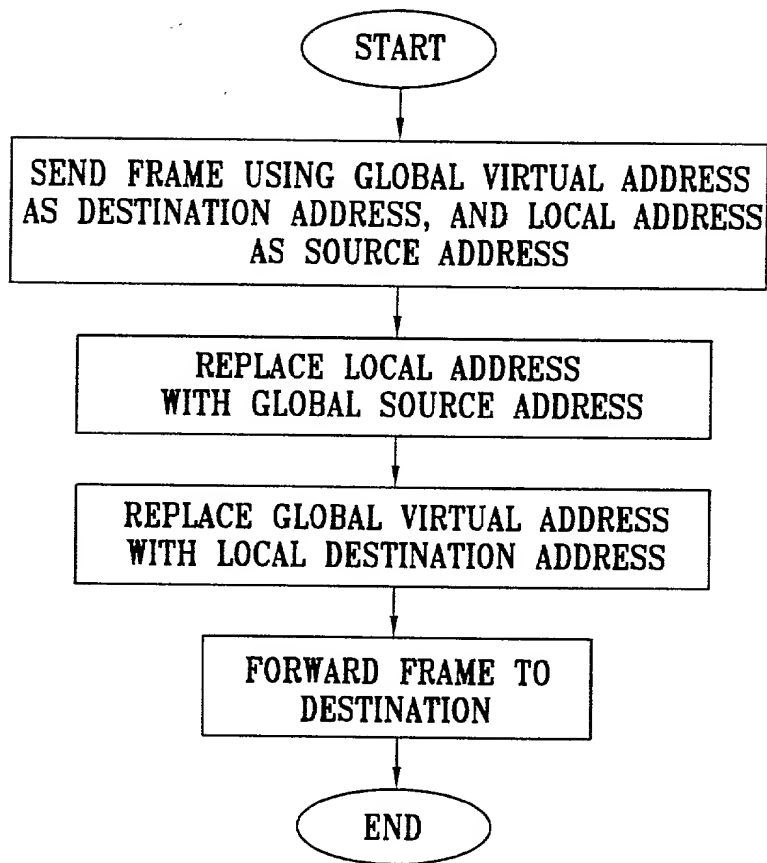 START
SEND FRAME USING GLOBAL VIRTUAL ADDRESS
AS DESTINATION ADDRESS, AND LOCAL ADDRESS
AS SOURCE ADDRESS
REPLACE LOCAL ADDRESS
WITH GLOBAL SOURCE ADDRESS
REPLACE GLOBAL VIRTUAL ADDRESS
WITH LOCAL DESTINATION ADDRESS
FORWARD FRAME TO
DESTINATION
END